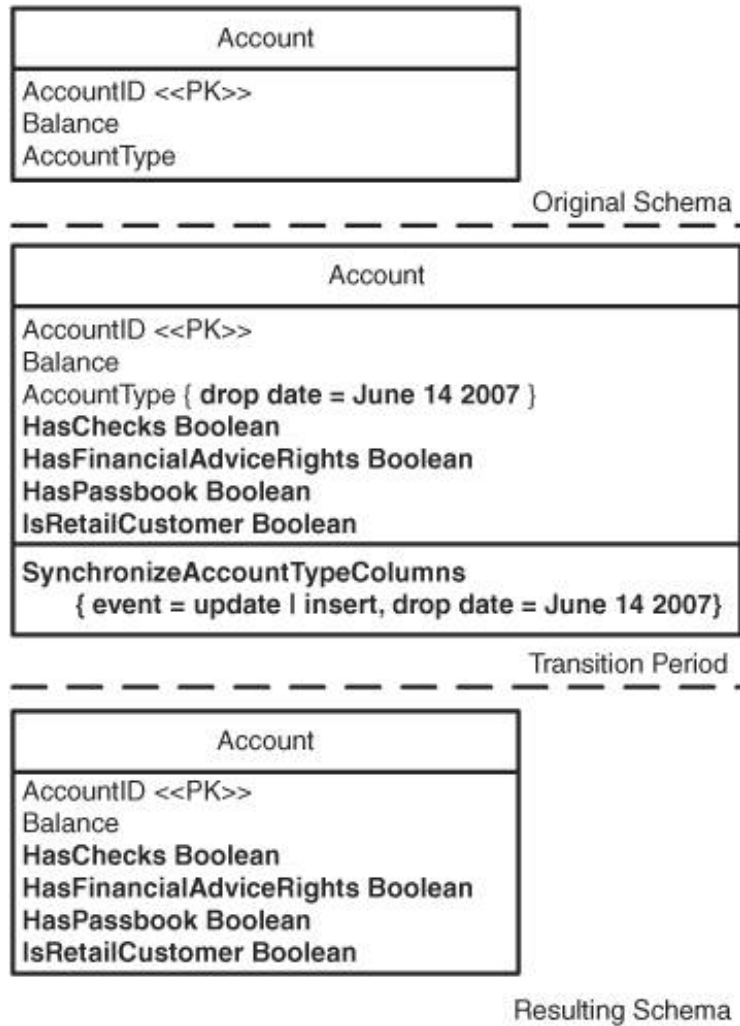 Account
AccountID <<PK>>
Balance
AccountType
Original Schema
Account
AccountID <<PK>>
Balance
AccountType { drop date = June 14 2007 }
HasChecks Boolean
HasFinancialAdviceRights Boolean
HasPassbook Boolean
IsRetailCustomer Boolean
SynchronizeAccountTypeColumns
{ event = update | insert, drop date = June 14 2007}
Transition Period
Account
AccountID <<PK>>
Balance
HasChecks Boolean
HasFinancialAdviceRights Boolean
HasPassbook Boolean
IsRetailCustomer Boolean
Resulting Schema